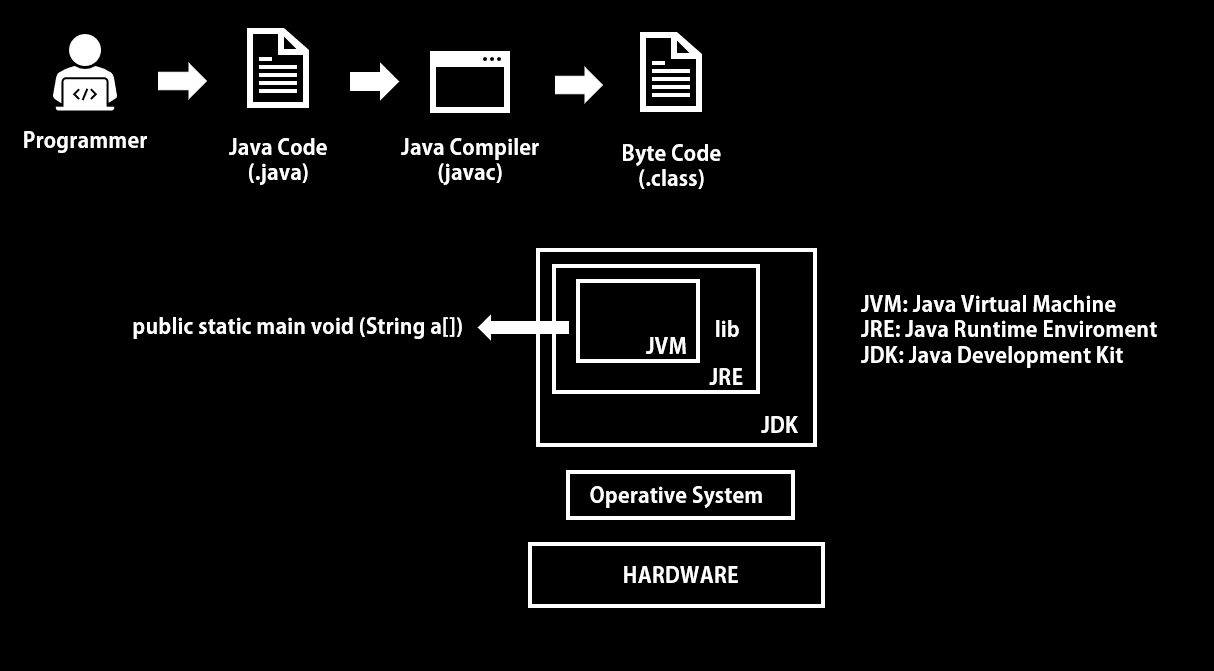 Programmer
Java Code
(.java)
Java Compiler
(javac)
Byte Code
(.class)
public static main void (String a[])
JVM
lib
JRE
JDK
JVM: Java Virtual Machine
JRE: Java Runtime Enviroment
JDK: Java Development Kit
Operative System
HARDWARE